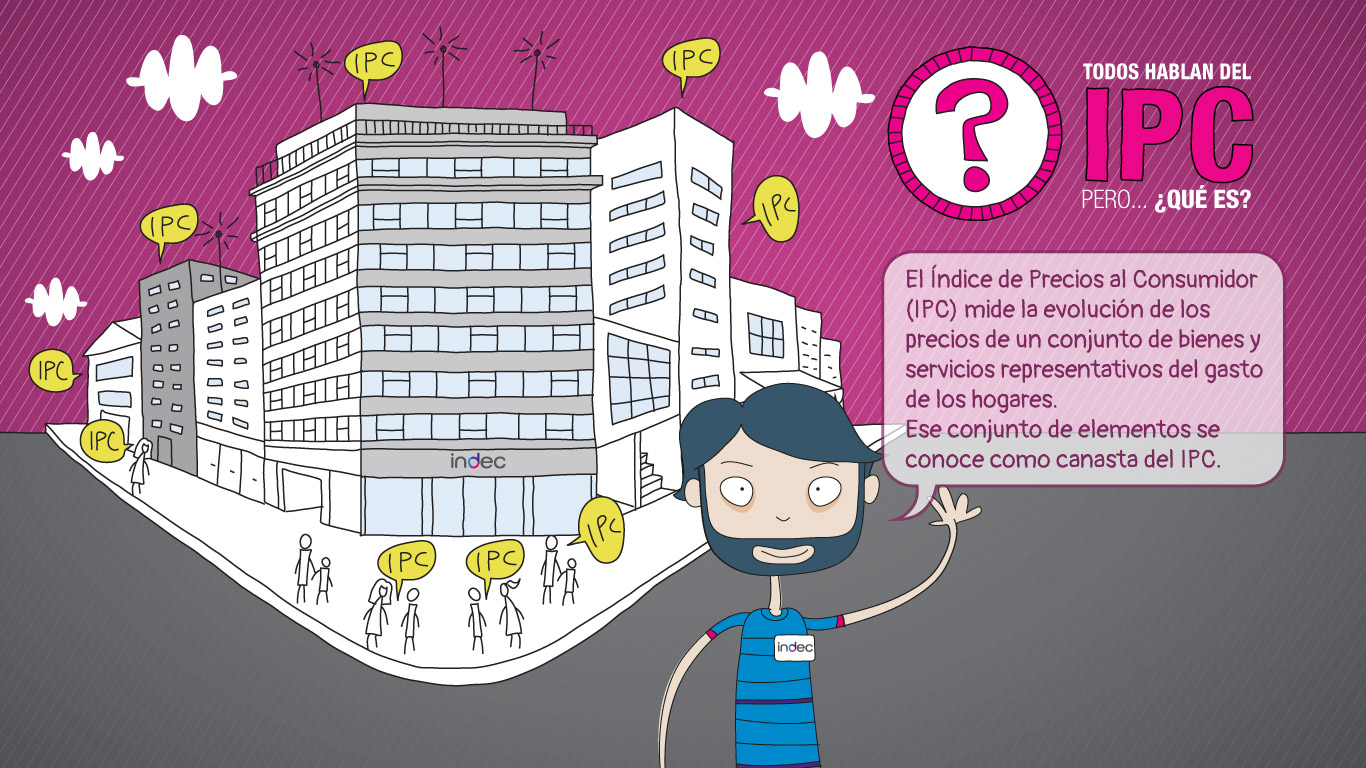 IPC
IPC
IPC
IPC
IPC
IPC
IPC
IPC
IPC
indec
TODOS HABLAN DEL
IPC
PERO... ¿QUÉ ES?
?
El Índice de Precios al Consumidor
(IPC) mide la evolución de los
precios de un conjunto de bienes y
servicios representativos del gasto
de los hogares.
Ese conjunto de elementos se
conoce como canasta del IPC.
indec